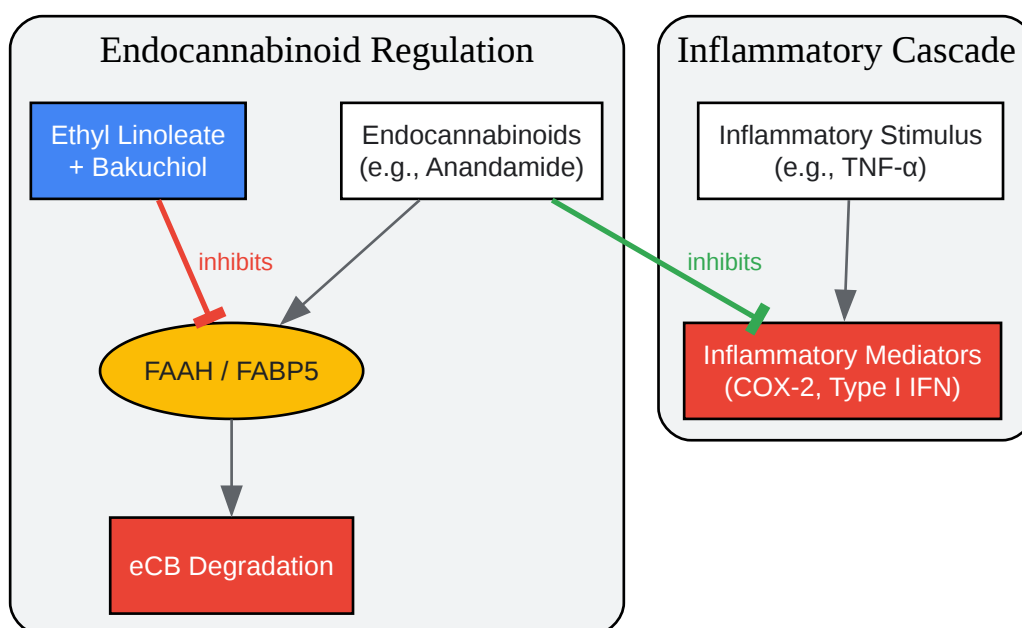 Endocannabinoid Regulation
Ethyl Linoleate
+ Bakuchiol
Endocannabinoids
(e.g., Anandamide)
inhibits
FAAH / FABP5
eCB Degradation
Inflammatory Cascade
Inflammatory Stimulus
(e.g., TNF-α)
inhibits
Inflammatory Mediators
(COX-2, Type I IFN)